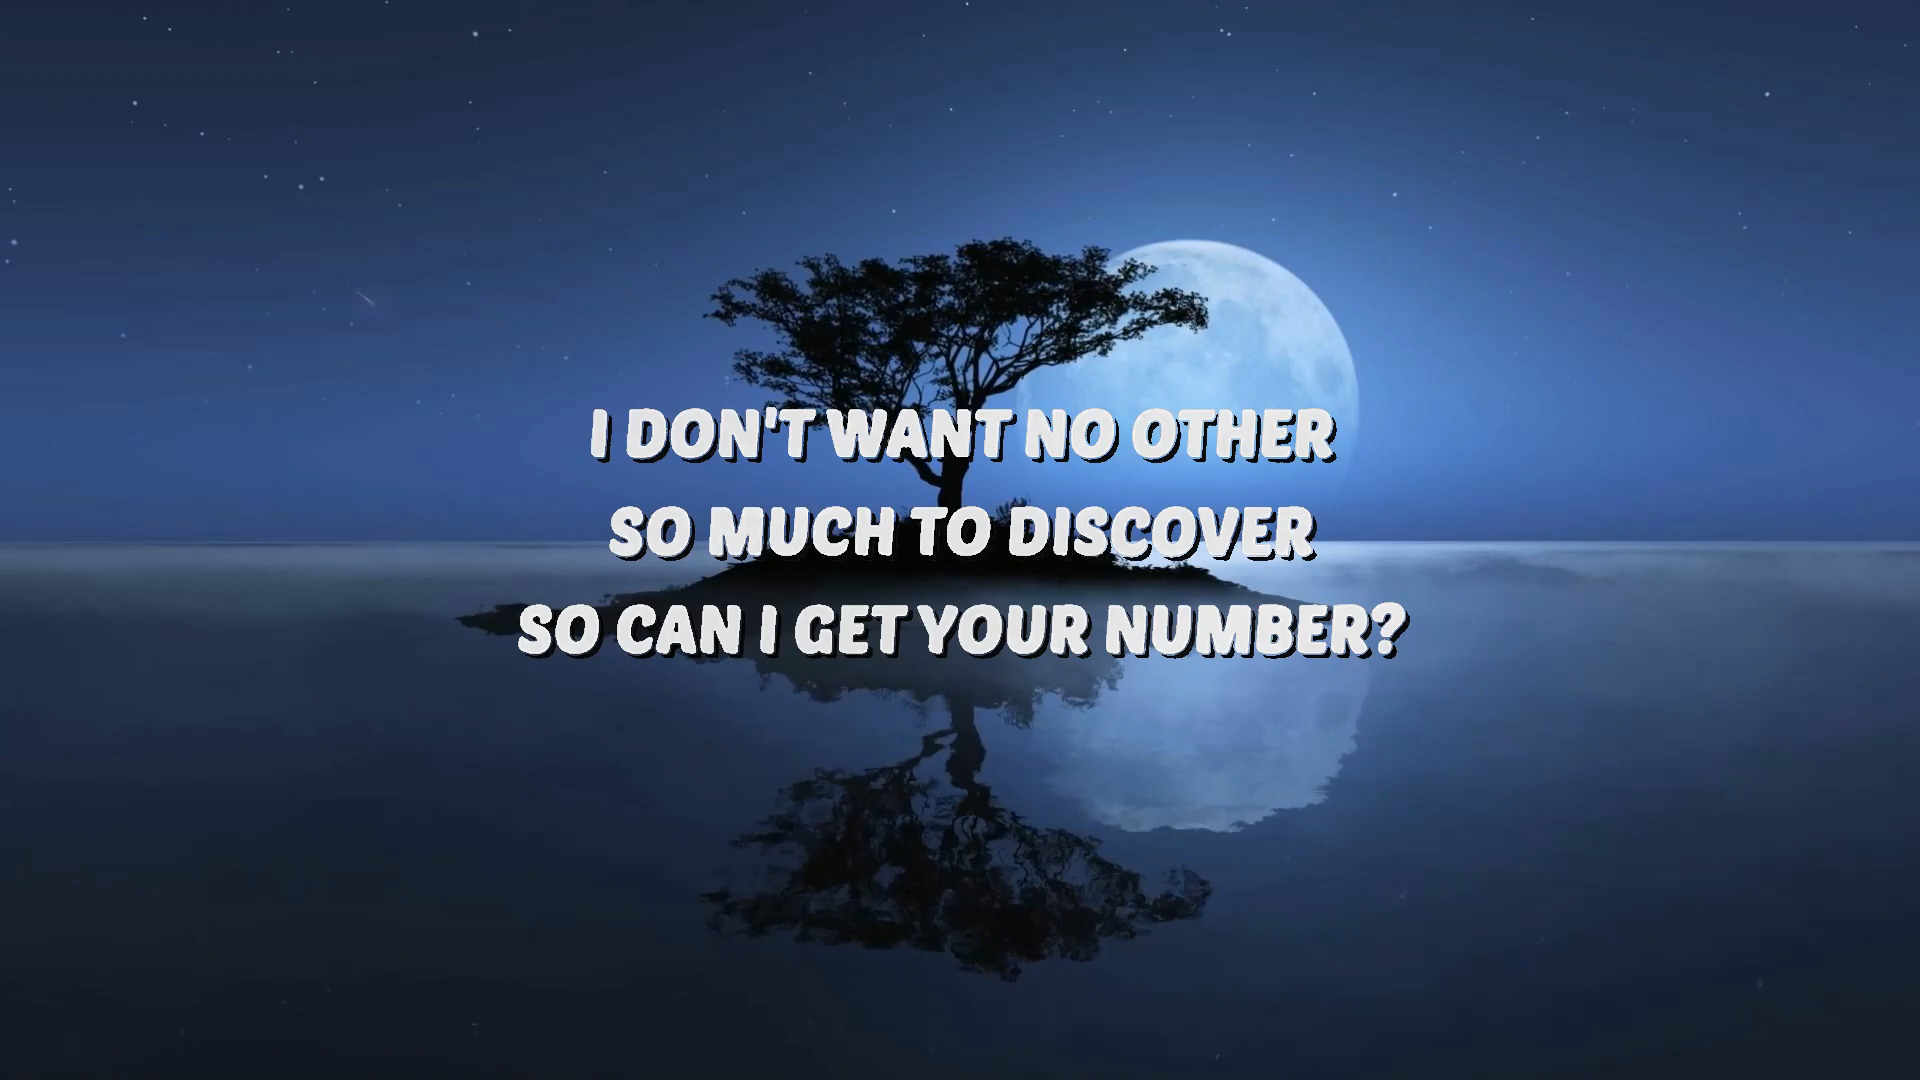 I DON'T WANT NO OTHER
SO MUCH TO DISCOVER
SO CAN I GET YOUR NUMBER?